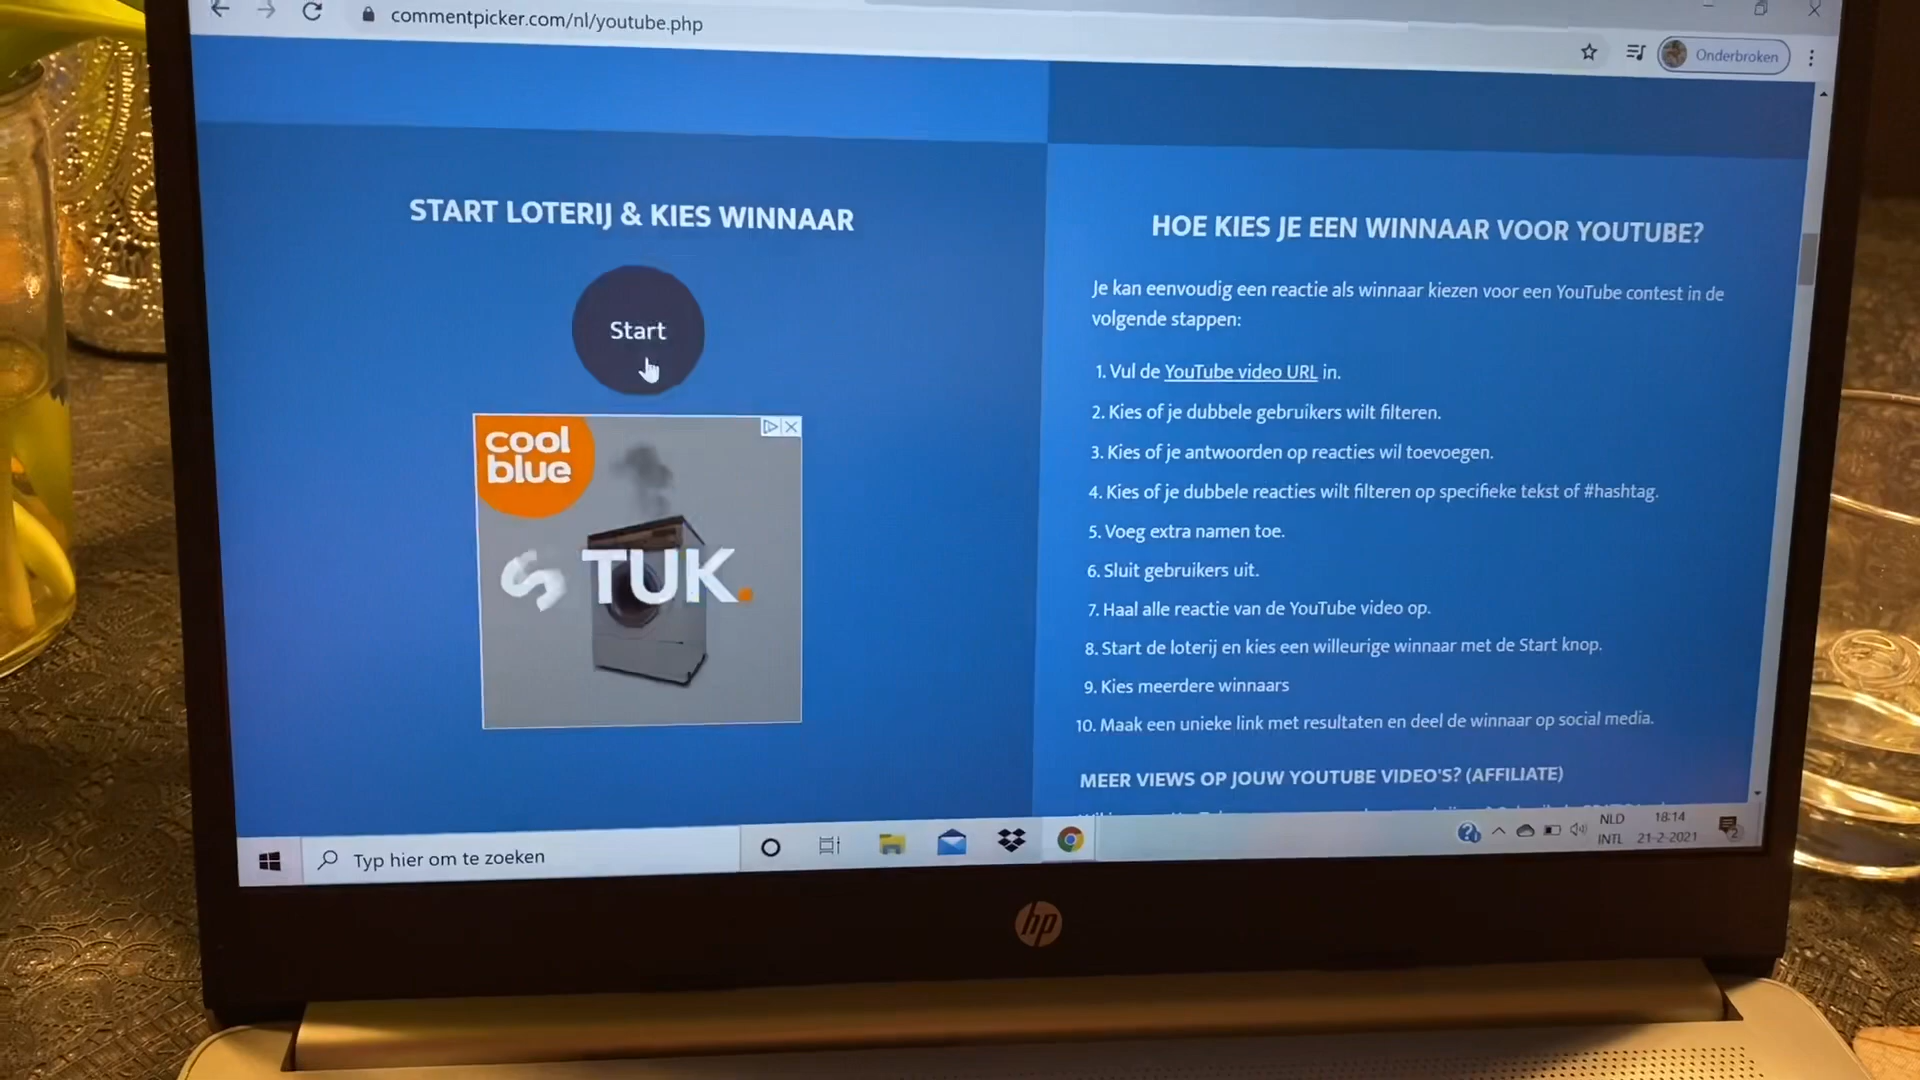 commentpicker.com/nl/youtube.php
Onderbroken
START LOTERIJ & KIES WINNAAR
Start
cool
blue
STUK.
HOE KIES JE EEN WINNAAR VOOR YOUTUBE?
Je kan eenvoudig een reactie als winnaar kiezen voor een YouTube contest in de
volgende stappen:
1. Vul de YouTube video URL in.
2. Kies of je dubbele gebruikers wilt filteren.
3. Kies of je antwoorden op reacties wil toevoegen.
4. Kies of je dubbele reacties wilt filteren op specifieke tekst of #hashtag.
5. Voeg extra namen toe.
6. Sluit gebruikers uit.
7. Haal alle reactie van de YouTube video op.
8. Start de loterij en kies een willeurige winnaar met de Start knop.
9. Kies meerdere winnaars
10. Maak een unieke link met resultaten en deel de winnaar op social media.
MEER VIEWS OP JOUW YOUTUBE VIDEO'S? (AFFILIATE)
Typ hier om te zoeken
NLD
INTL
18:14
21-2-2021
2
hp